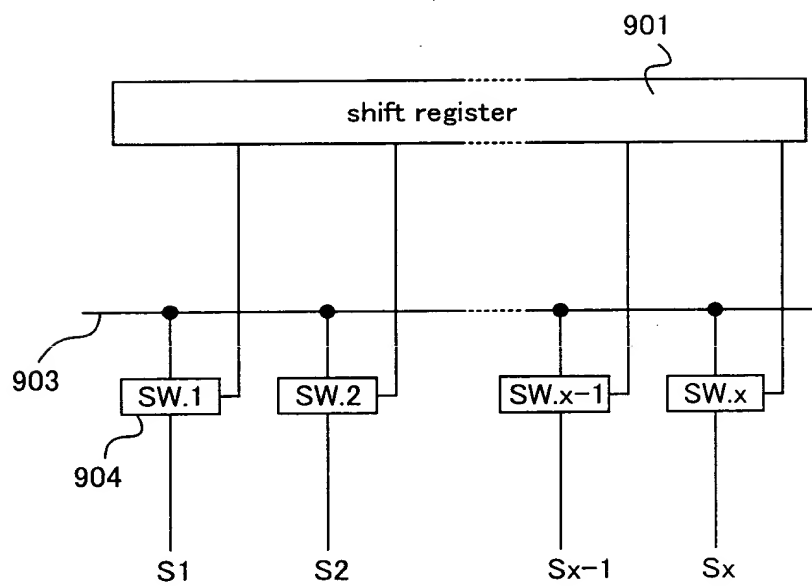 901
shift register
903
SW.1 SW.2 SW.x-1 SW.x
904
S1 S2 Sx-1 Sx